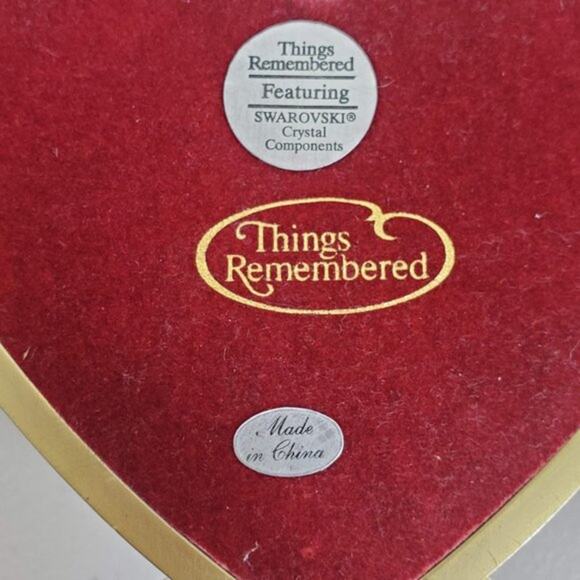 Things
Remembered
Featuring
SWAROVSKI®
Crystal
Components
Things
Remembered
Made
in China